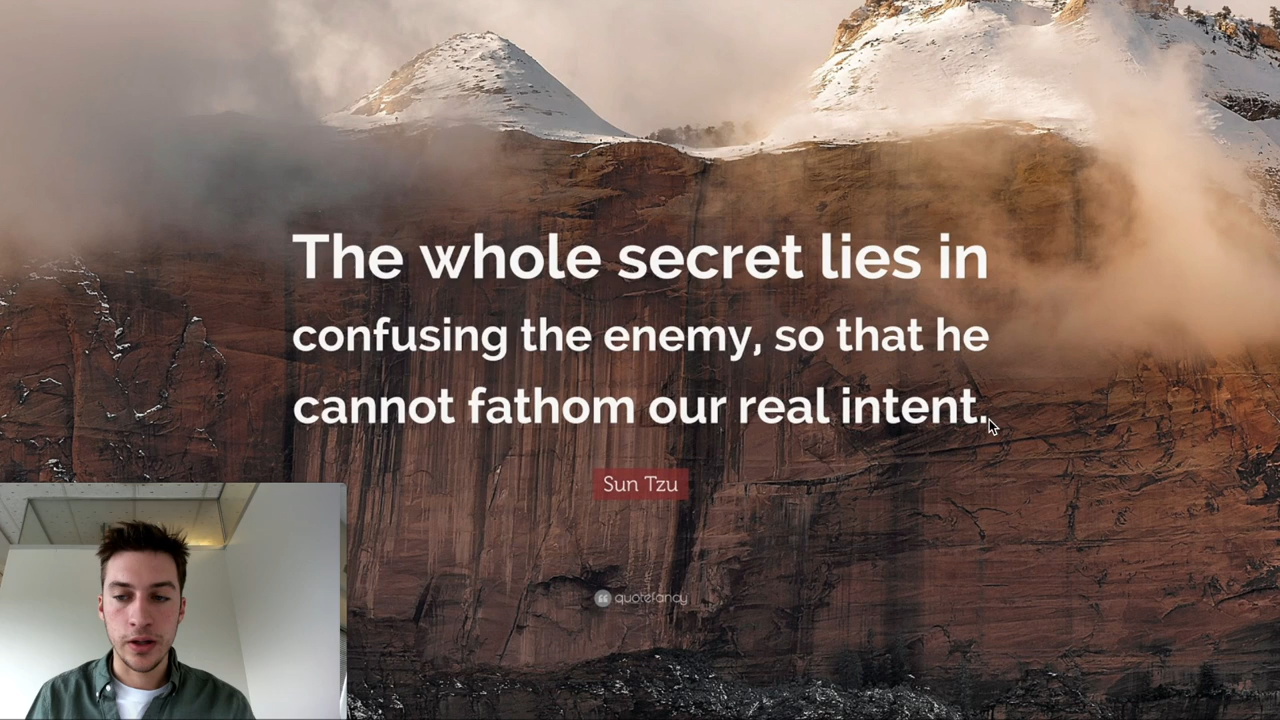 The whole secret lies in
confusing the enemy, so that he
cannot fathom our real intent.
Sun Tzu
quotefancy